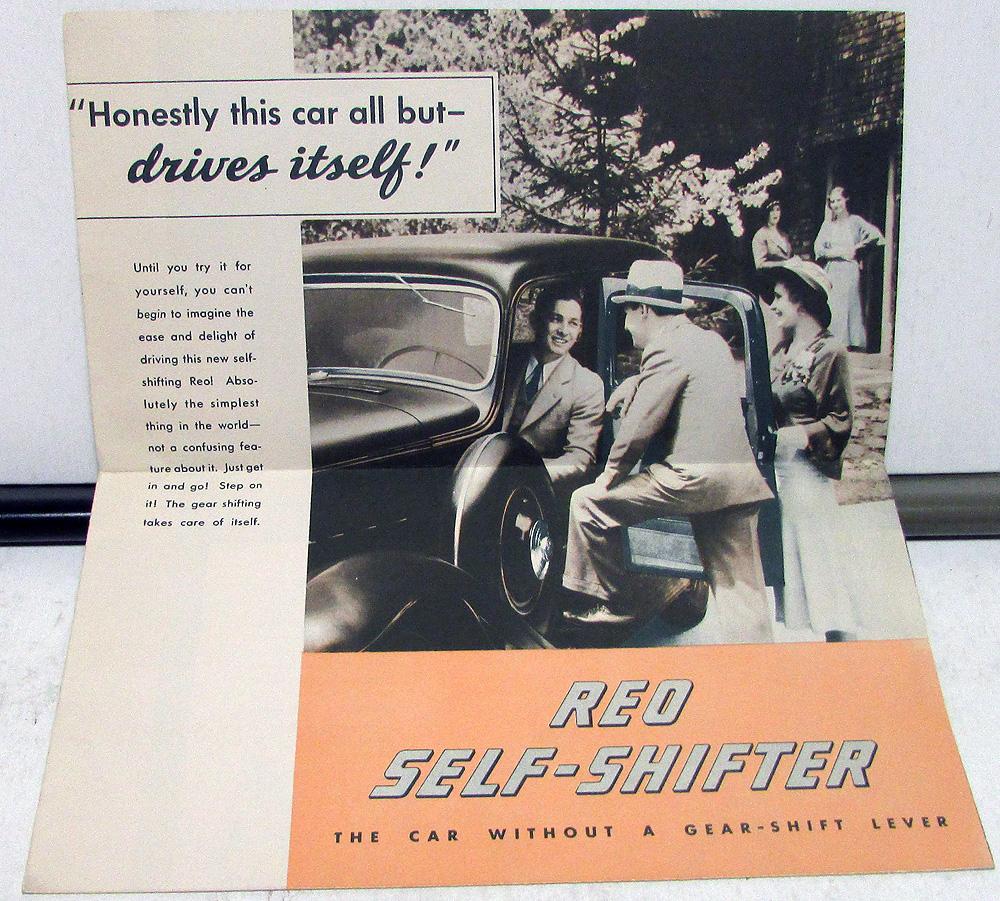 “Honestly this car all but–
drives itself!”
Until you try it for
yourself, you can't
begin to imagine the
ease and delight of
driving this new self-
shifting Reo! Abso-
lutely the simplest
thing in the world—
not a confusing fea-
ture about it. Just get
in and go! Step on
it! The gear shifting
takes care of itself.
REO
SELF-SHIFTER
THE CAR WITHOUT A GEAR-SHIFT LEVER